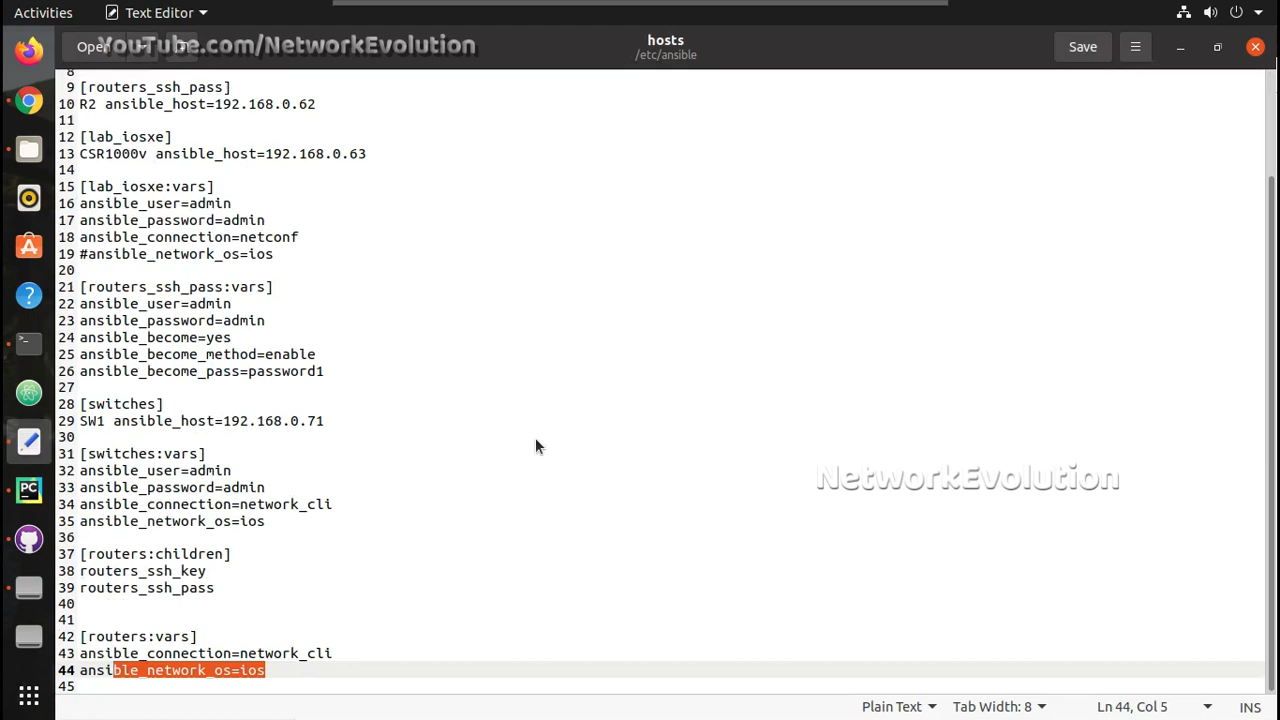 Activities
Text Editor
YouTube.com/NetworkEvolution
Open
hosts
/etc/ansible
Save
8
9 [routers_ssh_pass]
10 R2 ansible_host=192.168.0.62
11
12 [lab_iosxe]
13 CSR1000v ansible_host=192.168.0.63
14
15 [lab_iosxe:vars]
16 ansible_user=admin
17 ansible_password=admin
18 ansible_connection=netconf
19 #ansible_network_os=ios
20
21 [routers_ssh_pass:vars]
22 ansible_user=admin
23 ansible_password=admin
24 ansible_become=yes
25 ansible_become_method=enable
26 ansible_become_pass=password1
27
28 [switches]
29 SW1 ansible_host=192.168.0.71
30
31 [switches:vars]
32 ansible_user=admin
33 ansible_password=admin
34 ansible_connection=network_cli
35 ansible_network_os=ios
36
37 [routers:children]
38 routers_ssh_key
39 routers_ssh_pass
40
41
42 [routers:vars]
43 ansible_connection=network_cli
44 ansible_network_os=ios
45
NetworkEvolution
PC
Plain Text
Tab Width: 8
Ln 44, Col 5
INS